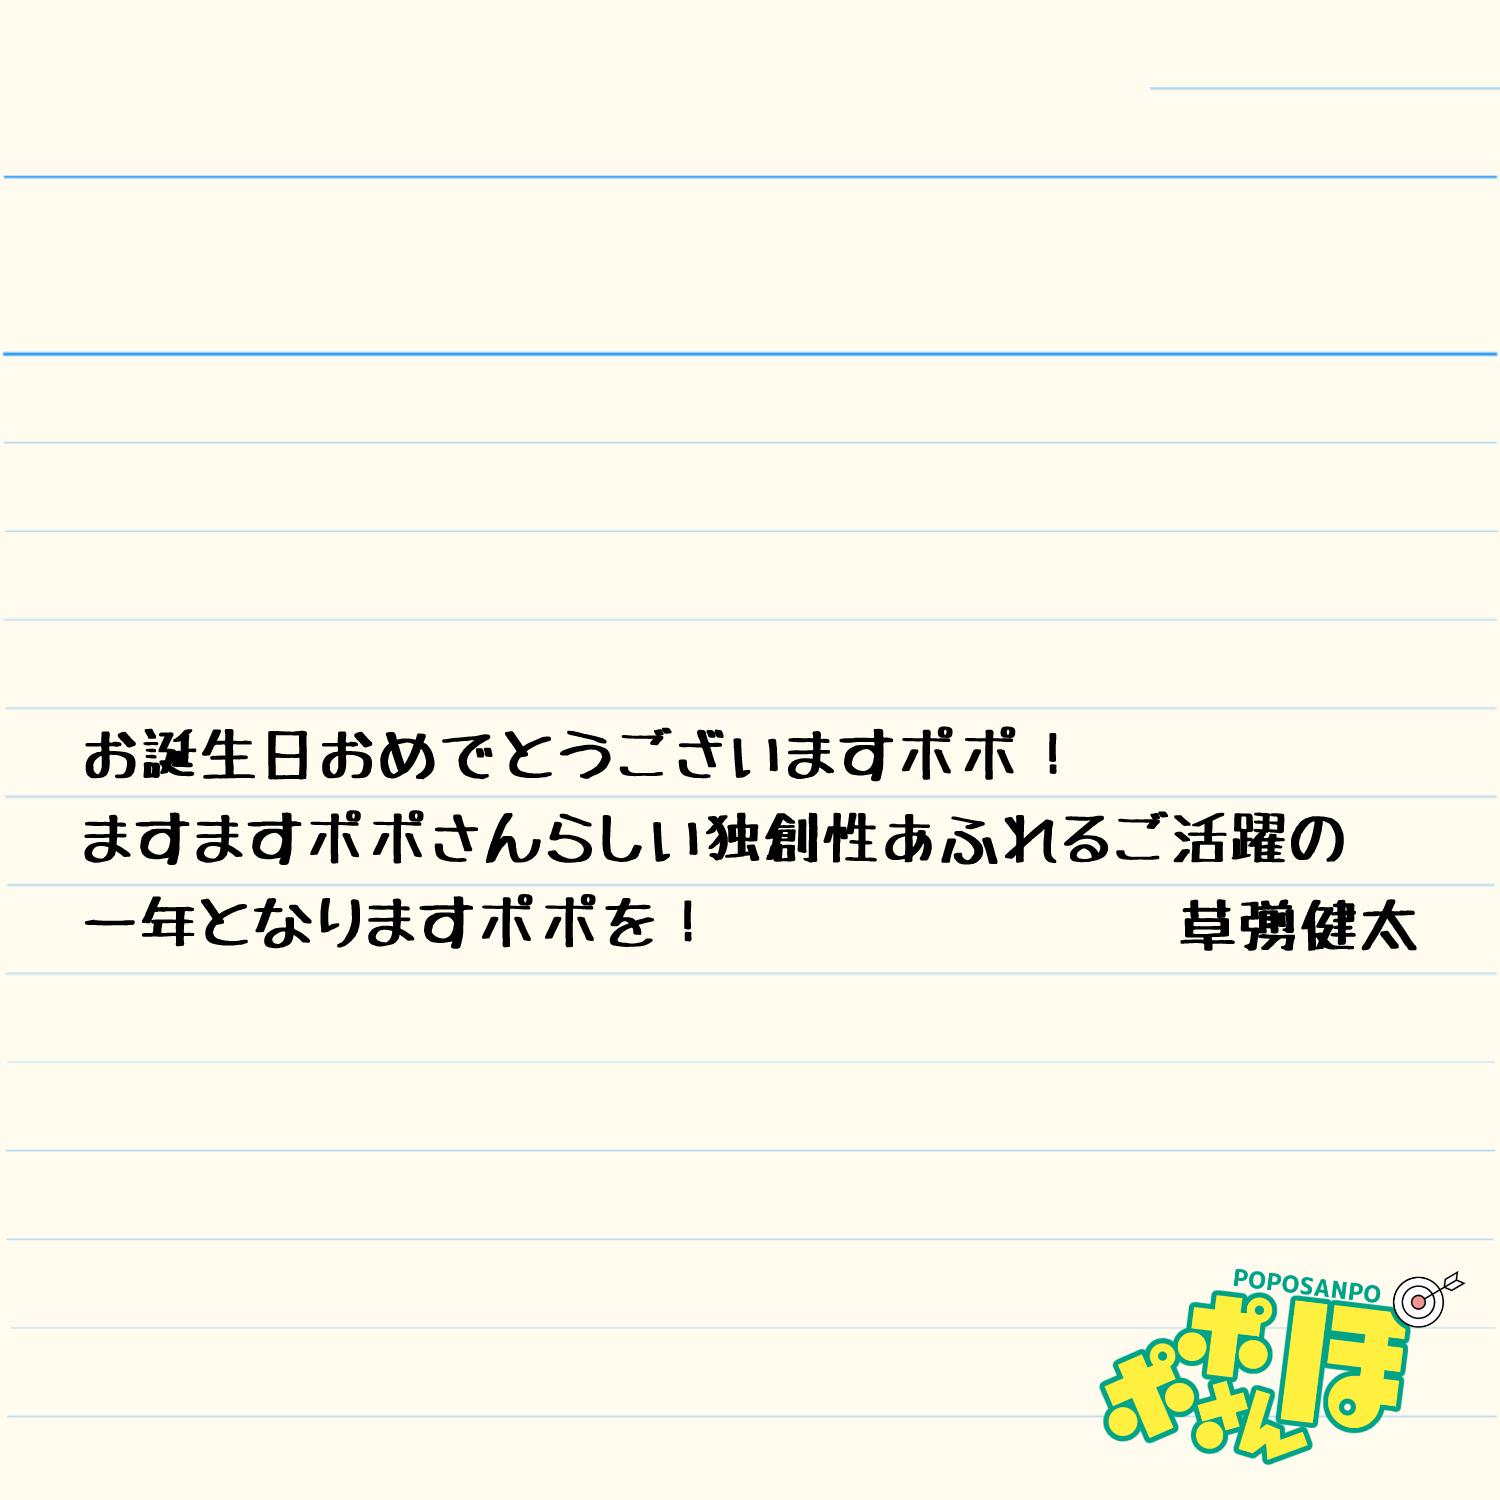 お誕生日おめでとうございますポポ！
ますますポポさんらしい独創性あふれるご活躍の
一年となりますポポを！
草彅健太
POPOSANPO
ポポさんぽ